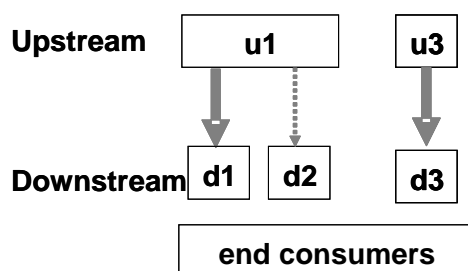 Upstream u1 u3
Downstream d1 d2 d3
end consumers